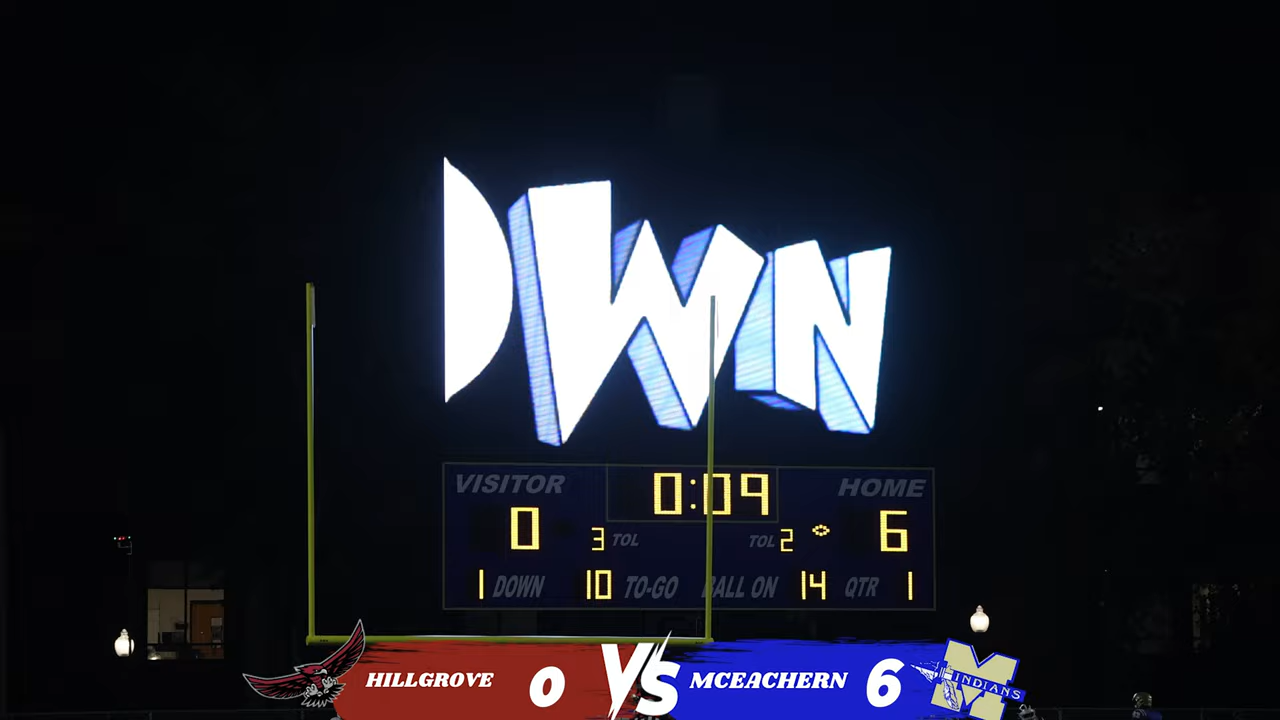 DWN
VISITOR 0:09 HOME
0 3 TOL TOL 2 6
1 DOWN 10 TO-GO BALL ON 14 QTR 1
HILLGROVE 0 VS MCEACHERN 6 M
INDIANS